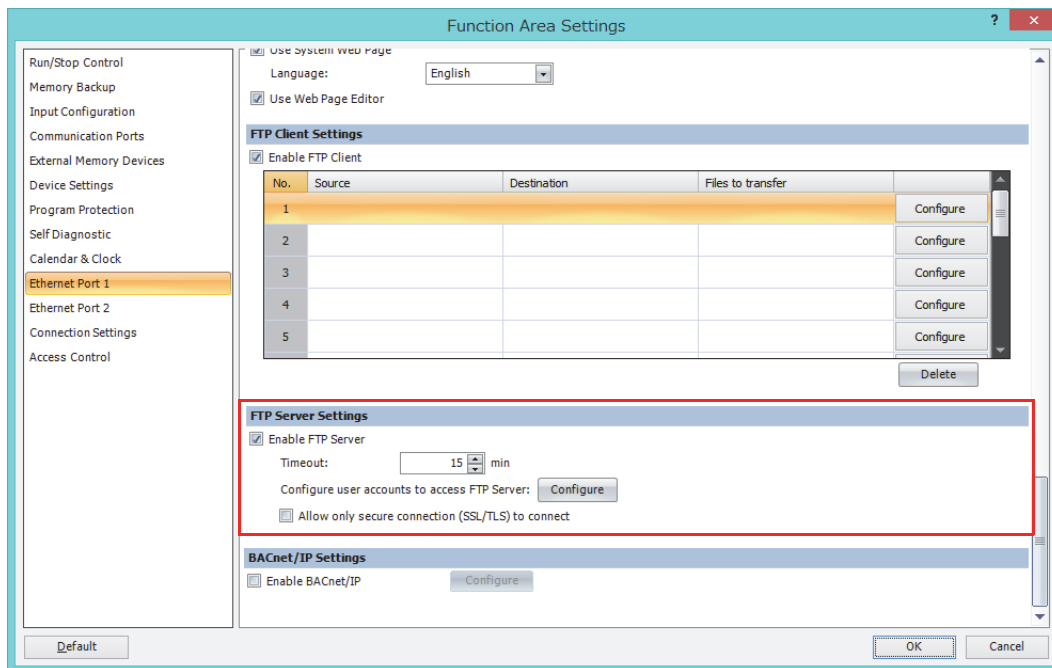 Function Area Settings
? ×
Run/Stop Control
Memory Backup
Input Configuration
Communication Ports
External Memory Devices
Device Settings
Program Protection
Self Diagnostic
Calendar & Clock
Ethernet Port 1
Ethernet Port 2
Connection Settings
Access Control
Use System Web Page
Language: English
Use Web Page Editor
FTP Client Settings
Enable FTP Client
No. Source Destination Files to transfer
1 Configure
2 Configure
3 Configure
4 Configure
5 Configure
Delete
FTP Server Settings
Enable FTP Server
Timeout: 15 min
Configure user accounts to access FTP Server: Configure
Allow only secure connection (SSL/TLS) to connect
BACnet/IP Settings
Enable BACnet/IP Configure
Default OK Cancel